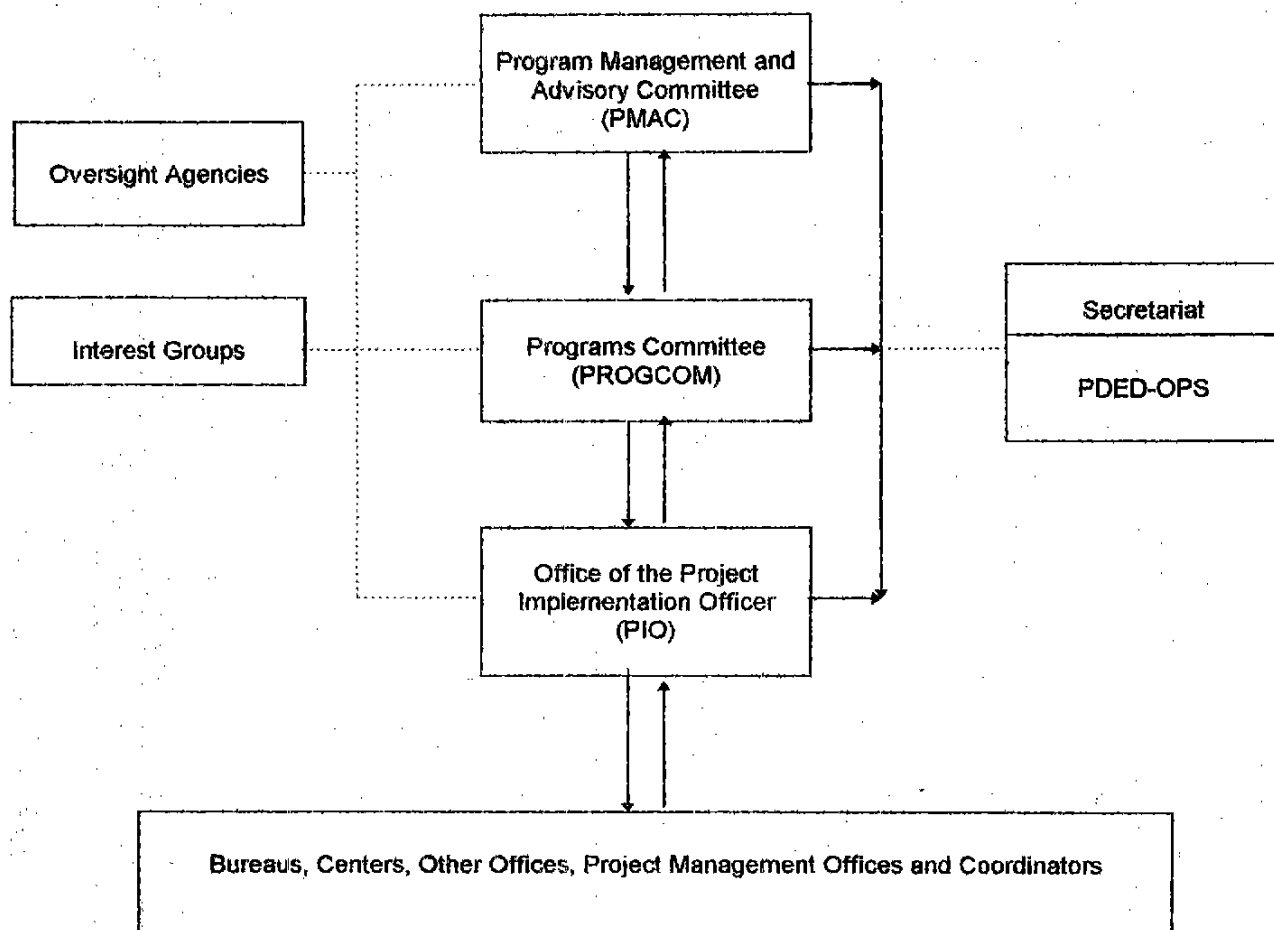 Program Management and
Advisory Committee
(PMAC)
Oversight Agencies
Interest Groups
Programs Committee
(PROGCOM)
Secretariat
PDED-OPS
Office of the Project
Implementation Officer
(PIO)
Bureaus, Centers, Other Offices, Project Management Offices and Coordinators